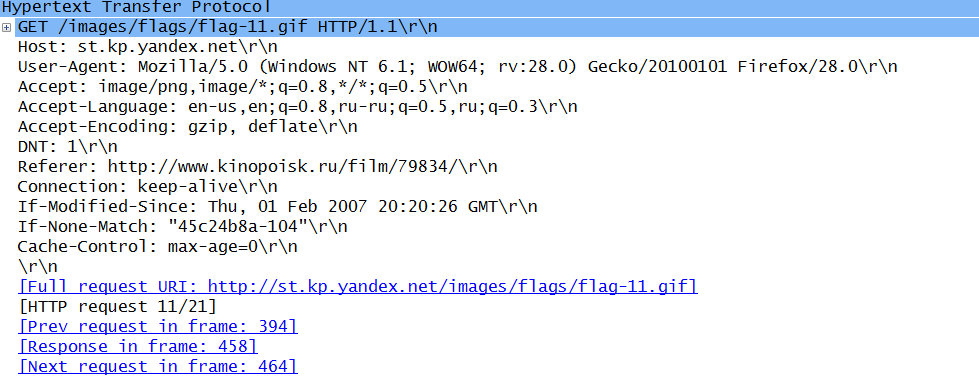 Hypertext Transfer Protocol
GET /images/flags/flag-11.gif HTTP/1.1\r\n
Host: st.kp.yandex.net\r\n
User-Agent: Mozilla/5.0 (Windows NT 6.1; WOW64; rv:28.0) Gecko/20100101 Firefox/28.0\r\n
Accept: image/png,image/*;q=0.8,*/*;q=0.5\r\n
Accept-Language: en-us,en;q=0.8,ru-ru;q=0.5,ru;q=0.3\r\n
Accept-Encoding: gzip, deflate\r\n
DNT: 1\r\n
Referer: http://www.kinopoisk.ru/film/79834/\r\n
Connection: keep-alive\r\n
If-Modified-Since: Thu, 01 Feb 2007 20:20:26 GMT\r\n
If-None-Match: "45c24b8a-104"\r\n
Cache-Control: max-age=0\r\n
\r\n
[Full request URI: http://st.kp.yandex.net/images/flags/flag-11.gif]
[HTTP request 11/21]
[Prev request in frame: 394]
[Response in frame: 458]
[Next request in frame: 464]